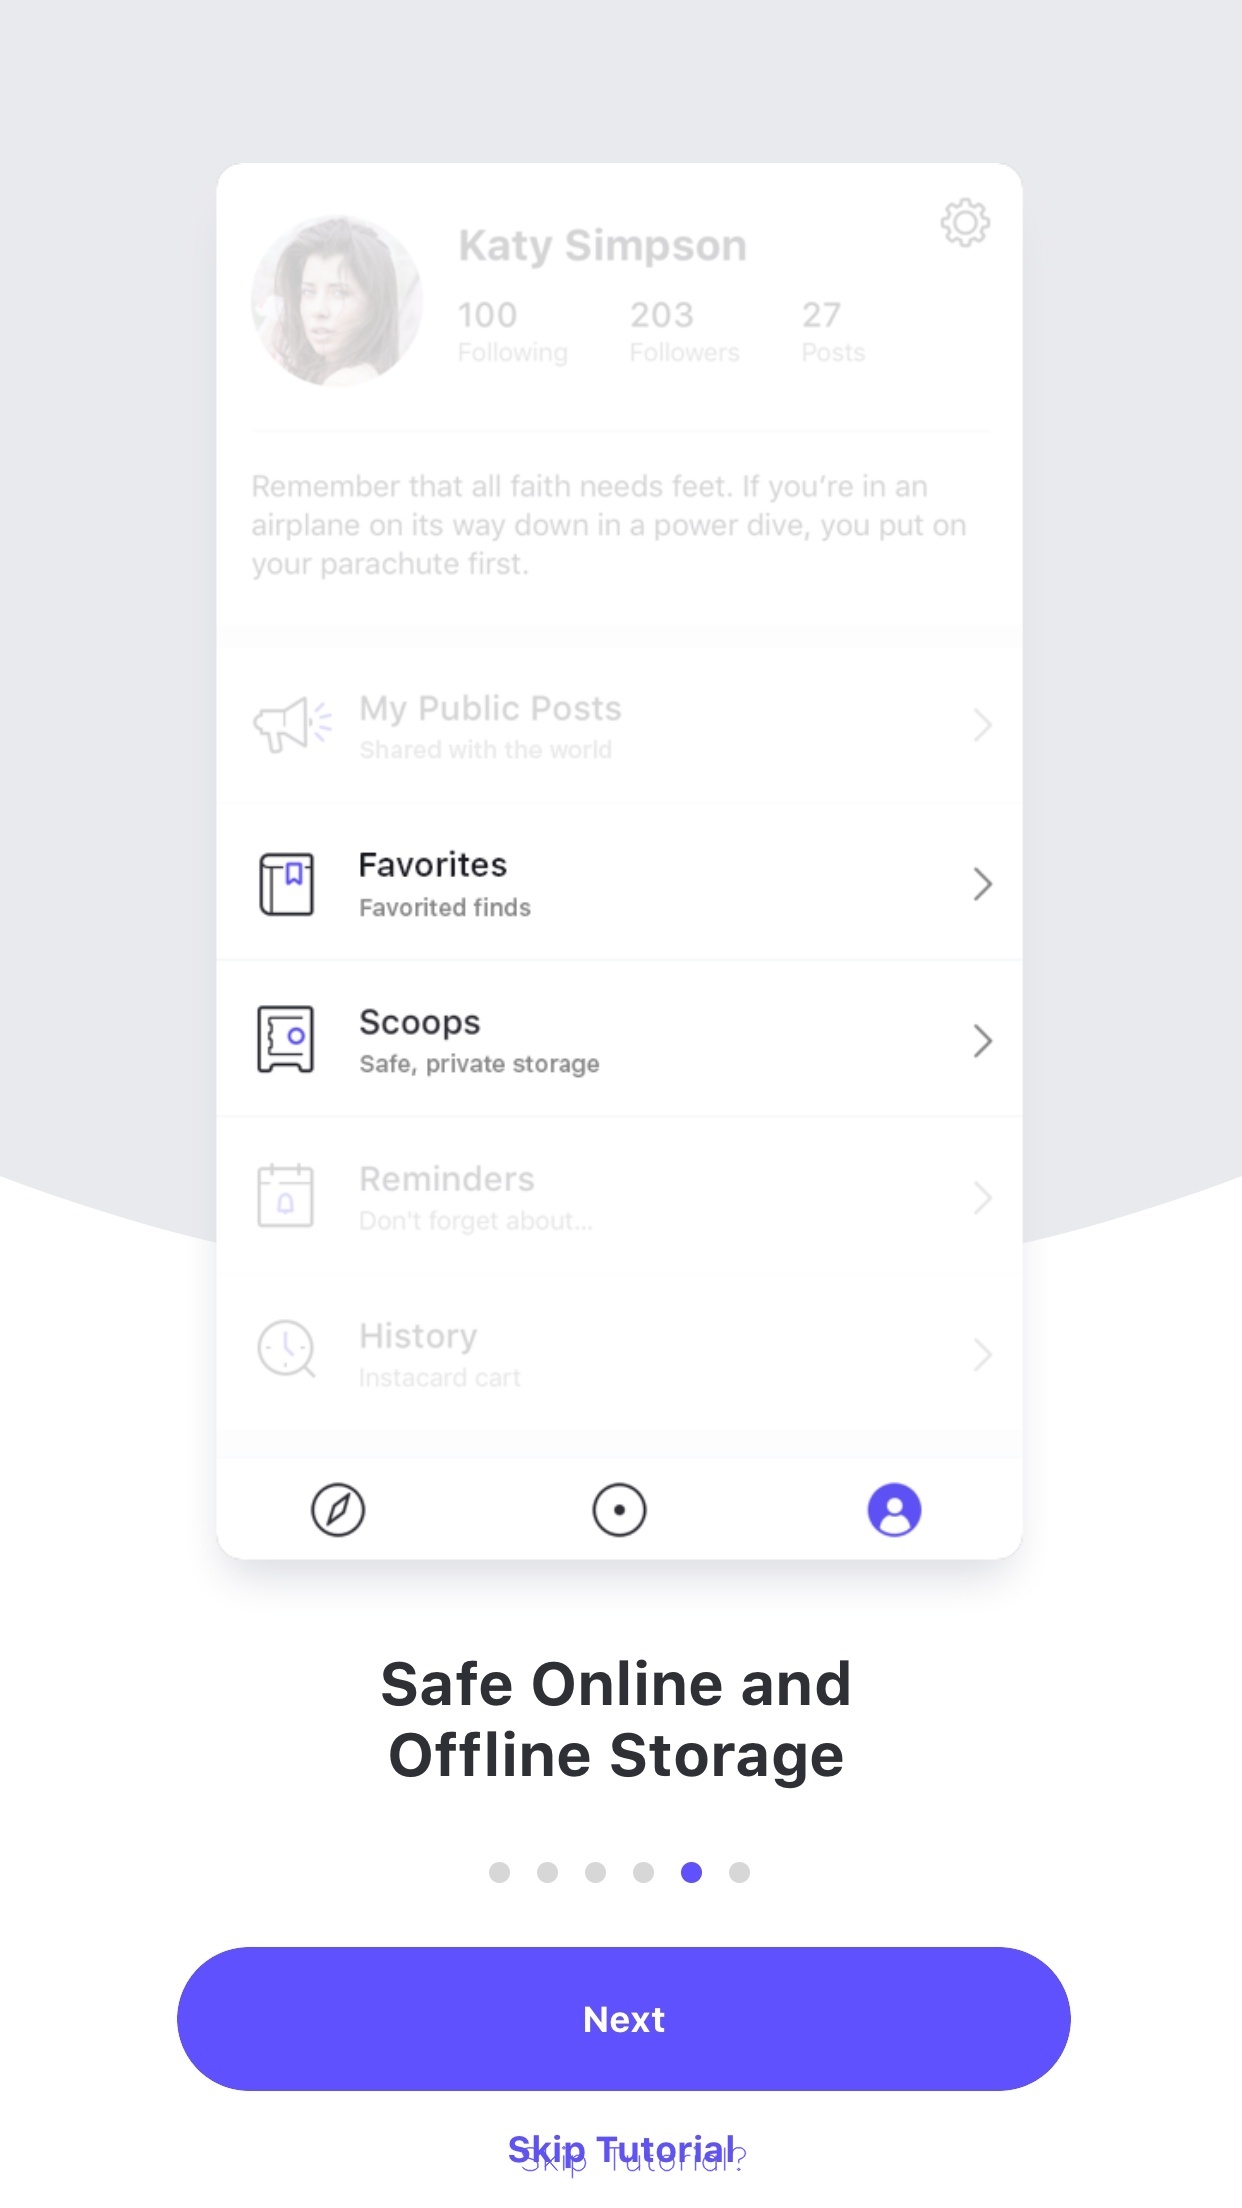 Katy Simpson
100 203 27
Following Followers Posts
Remember that all faith needs feet. If you’re in an
airplane on its way down in a power dive, you put on
your parachute first.
My Public Posts
Shared with the world
Favorites
Favorited finds
Scoops
Safe, private storage
Reminders
Don't forget about...
History
Instacard cart
Safe Online and
Offline Storage
Next
Skip Tutorial
Skip Tutorial?